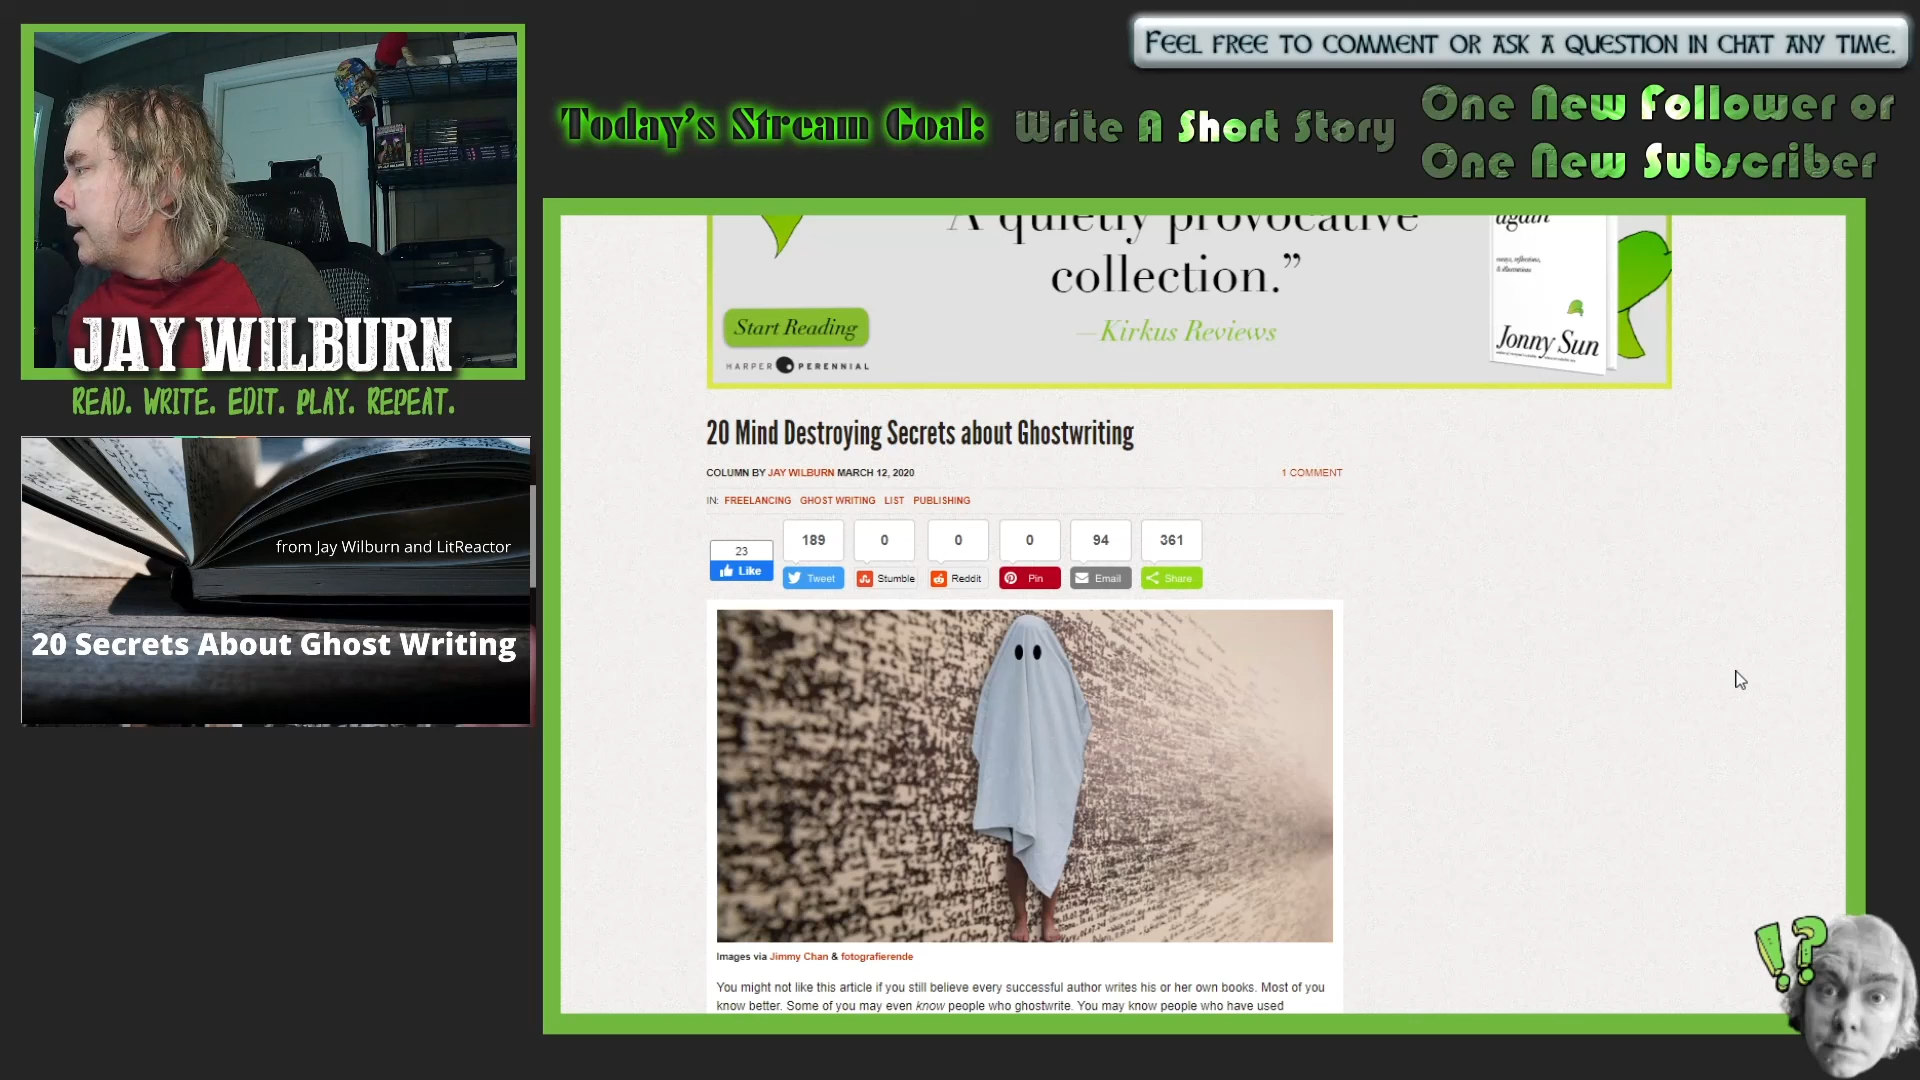 FEEL FREE TO COMMENT OR ASK A QUESTION IN CHAT ANY TIME.
Today's Stream Goal:
Write A Short Story
One New Follower or
One New Subscriber
JAY WILBURN
READ. WRITE. EDIT. PLAY. REPEAT.
from Jay Wilburn and LitReactor
20 Secrets About Ghost Writing
A quietly provocative
collection.”
—Kirkus Reviews
Start Reading
HARPER PERENNIAL
again
Jonny Sun
20 Mind Destroying Secrets about Ghostwriting
COLUMN BY JAY WILBURN MARCH 12, 2020
1 COMMENT
IN: FREELANCING GHOST WRITING LIST PUBLISHING
23 189 0 0 0 94 361
Like Tweet Stumble Reddit Pin Email Share
Images via Jimmy Chan & fotografierende
You might not like this article if you still believe every successful author writes his or her own books. Most of you
know better. Some of you may even know people who ghostwrite. You may know people who have used
!?